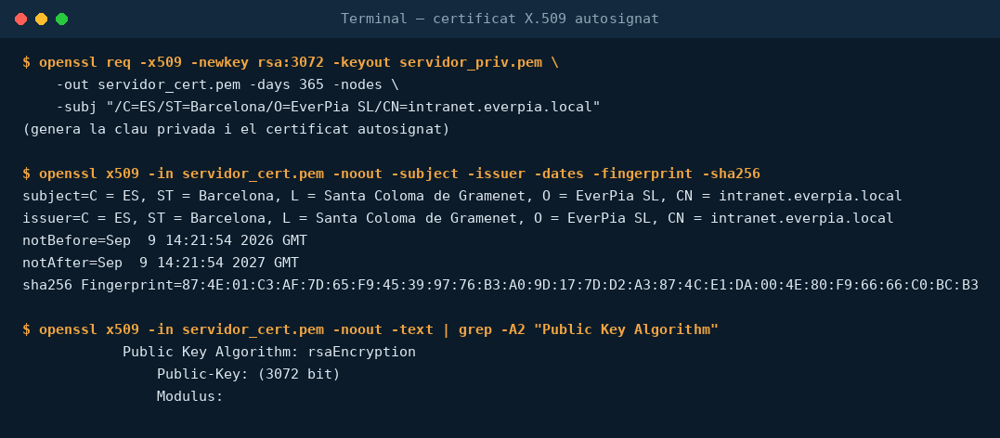 Terminal — certificat X.509 autosignat
$ openssl req -x509 -newkey rsa:3072 -keyout servidor_priv.pem \
    -out servidor_cert.pem -days 365 -nodes \
    -subj "/C=ES/ST=Barcelona/O=EverPia SL/CN=intranet.everpia.local"
(genera la clau privada i el certificat autosignat)
$ openssl x509 -in servidor_cert.pem -noout -subject -issuer -dates -fingerprint -sha256
subject=C = ES, ST = Barcelona, L = Santa Coloma de Gramenet, O = EverPia SL, CN = intranet.everpia.local
issuer=C = ES, ST = Barcelona, L = Santa Coloma de Gramenet, O = EverPia SL, CN = intranet.everpia.local
notBefore=Sep  9 14:21:54 2026 GMT
notAfter=Sep  9 14:21:54 2027 GMT
sha256 Fingerprint=87:4E:01:C3:AF:7D:65:F9:45:39:97:76:B3:A0:9D:17:7D:D2:A3:87:4C:E1:DA:00:4E:80:F9:66:66:C0:BC:B3
$ openssl x509 -in servidor_cert.pem -noout -text | grep -A2 "Public Key Algorithm"
            Public Key Algorithm: rsaEncryption
                Public-Key: (3072 bit)
                Modulus: